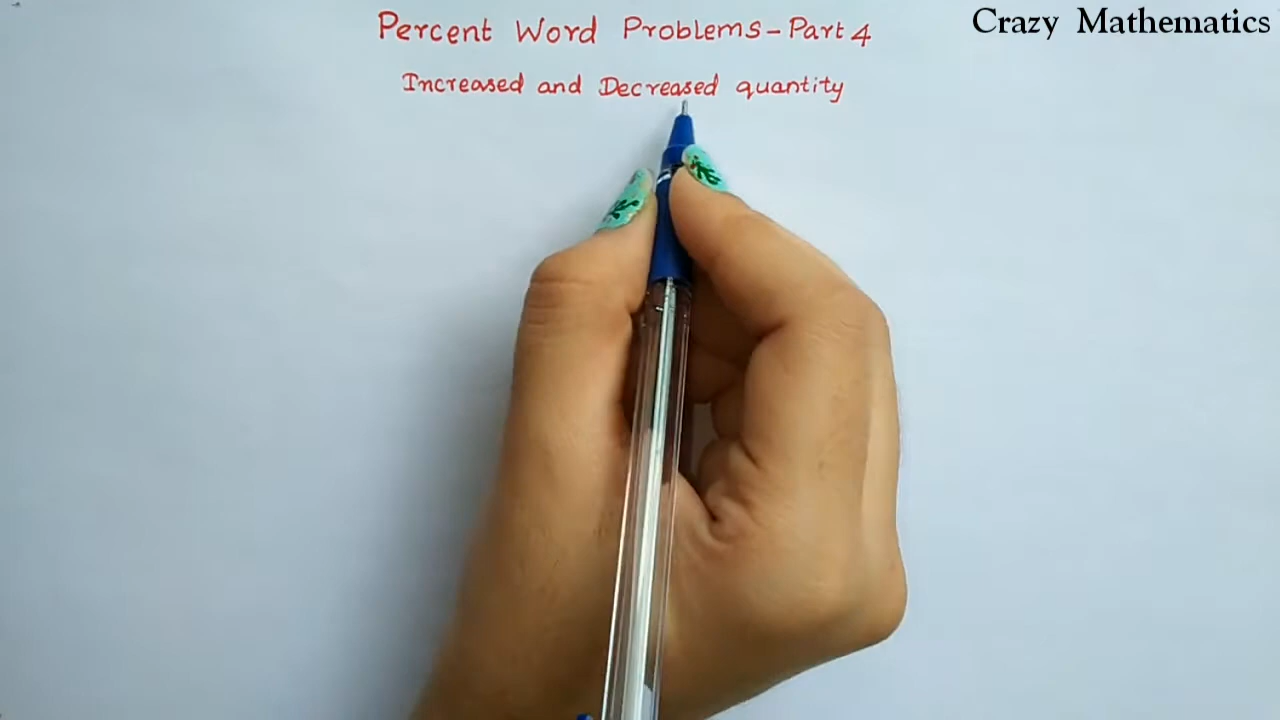 Crazy Mathematics
Percent Word Problems - Part 4
Increased and Decreased quantity